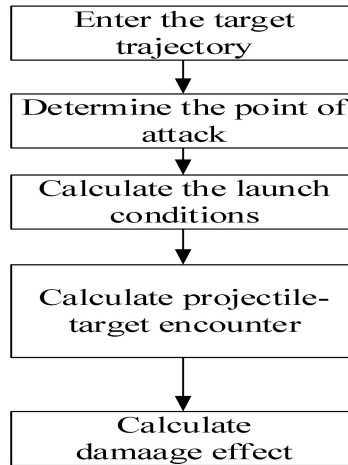 Enter the target
trajectory
Determine the point of
attack
Calculate the launch
conditions
Calculate projectile-
target encounter
Calculate
damaage effect